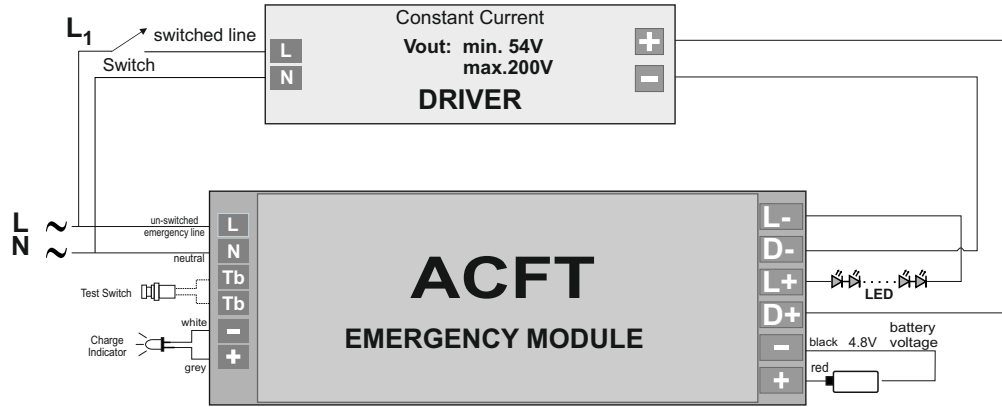 Constant Current
Vout: min. 54V
max.200V
DRIVER
L
N
+
−
L1
switched line
Switch
L ~
N ~
un-switched
emergency line
neutral
Test Switch
white
Charge
Indicator
grey
L
N
Tb
Tb
−
+
ACFT
EMERGENCY MODULE
L-
D-
L+
D+
−
+
LED
black 4.8V battery
voltage
red